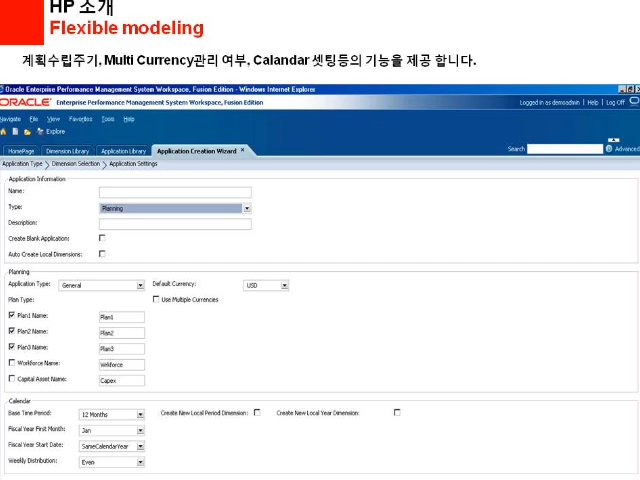 HP 소개
Flexible modeling
계획수립주기, Multi Currency관리 여부, Calandar 셋팅등의 기능을 제공 합니다.
Oracle Enterprise Performance Management System Workspace, Fusion Edition - Windows Internet Explorer
ORACLE Enterprise Performance Management System Workspace, Fusion Edition Logged in as demoadmin | Help | Log Off
Navigate File View Favorites Tools Help
Explore
HomePage Dimension Library Application Library Application Creation Wizard × Search Advanced
Application Type > Dimension Selection > Application Settings
Application Information
Name:
Type: Planning
Description:
Create Blank Application:
Auto Create Local Dimensions:
Planning
Application Type: General Default Currency: USD
Plan Type: Use Multiple Currencies
Plan1 Name: Plan1
Plan2 Name: Plan2
Plan3 Name: Plan3
Workforce Name: Wrkforce
Capital Asset Name: Capex
Calendar
Base Time Period: 12 Months Create New Local Period Dimension: Create New Local Year Dimension:
Fiscal Year First Month: Jan
Fiscal Year Start Date: SameCalendarYear
Weekly Distribution: Even